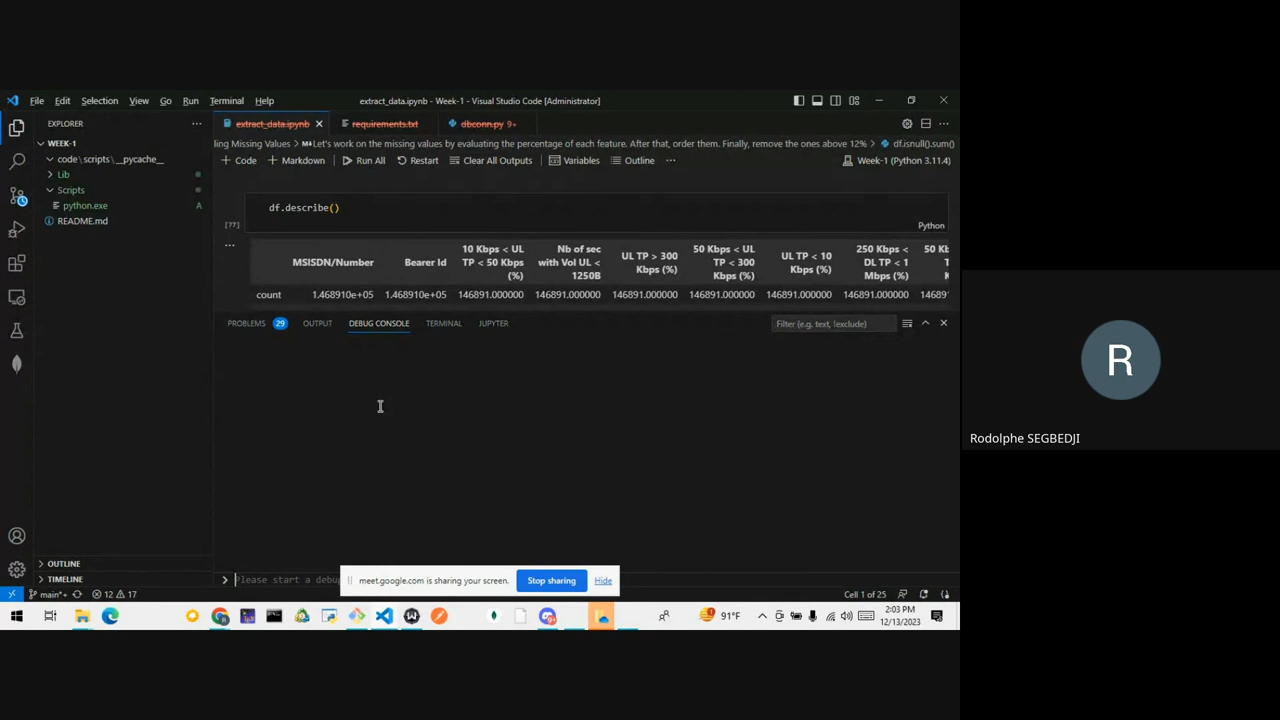 File Edit Selection View Go Run Terminal Help
extract_data.ipynb - Week-1 - Visual Studio Code [Administrator]
EXPLORER
extract_data.ipynb
requirements.txt
dbconn.py 9+
WEEK-1
code\scripts\__pycache__
Lib
Scripts
python.exe A
README.md
ling Missing Values > Let's work on the missing values by evaluating the percentage of each feature. After that, order them. Finally, remove the ones above 12% > df.isnull().sum()
+ Code + Markdown Run All Restart Clear All Outputs Variables Outline ...
Week-1 (Python 3.11.4)
df.describe()
[77]
Python
MSISDN/Number
Bearer Id
10 Kbps < UL
TP < 50 Kbps
(%)
Nb of sec
with Vol UL <
1250B
UL TP > 300
Kbps (%)
50 Kbps < UL
TP < 300
Kbps (%)
UL TP < 10
Kbps (%)
250 Kbps <
DL TP < 1
Mbps (%)
count 1.468910e+05 1.468910e+05 146891.000000 146891.000000 146891.000000 146891.000000 146891.000000 146891.000000
PROBLEMS 29 OUTPUT DEBUG CONSOLE TERMINAL JUPYTER
Filter (e.g. text, !exclude)
R
Rodolphe SEGBEDJI
OUTLINE
TIMELINE
Please start a debu
meet.google.com is sharing your screen.
Stop sharing
Hide
main*+ 12 17
Cell 1 of 25
91°F
2:03 PM
12/13/2023